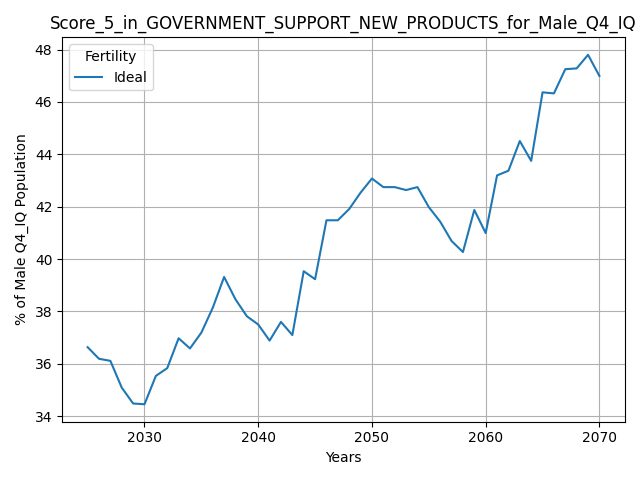 Score_5_in_GOVERNMENT_SUPPORT_NEW_PRODUCTS_for_Male_Q4_IQ
Fertility
Ideal
% of Male Q4_IQ Population
48
46
44
42
40
38
36
34
2030 2040 2050 2060 2070
Years